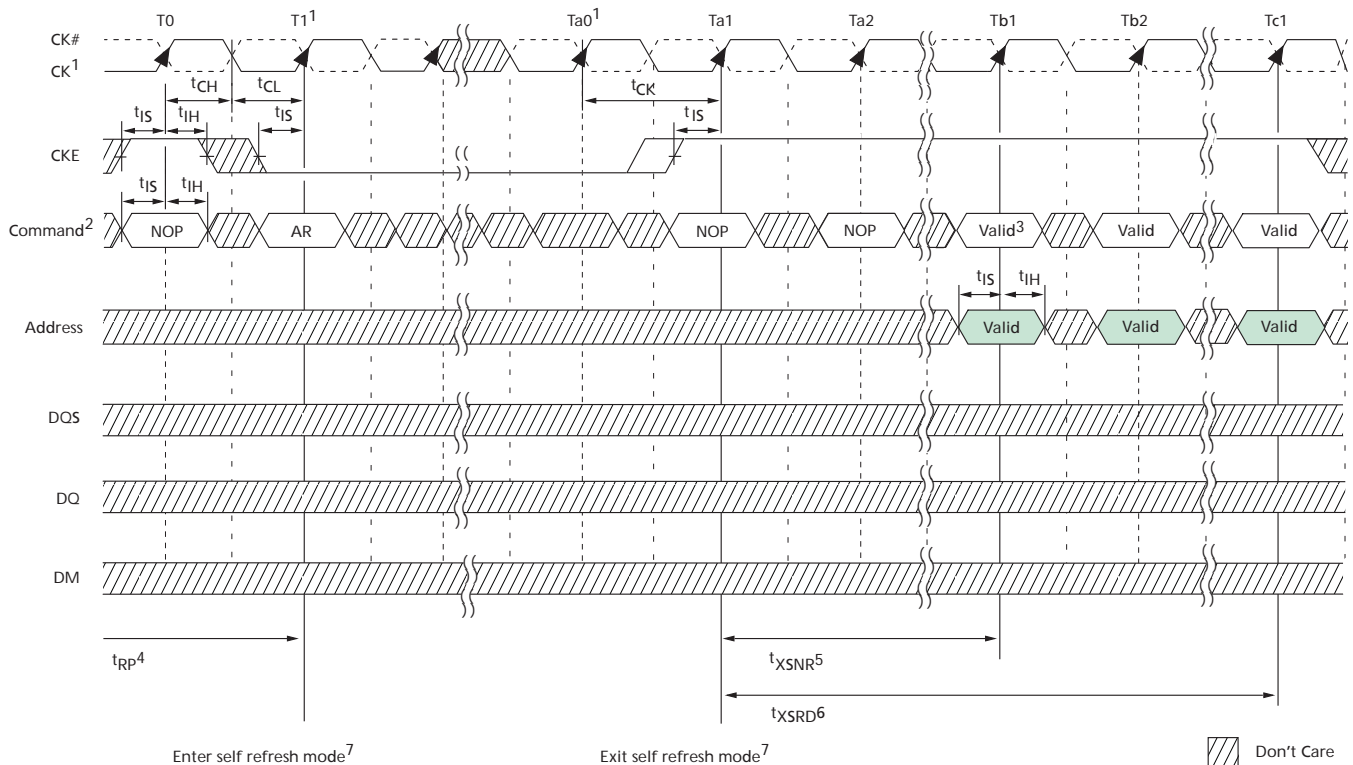 T0 T1¹ Ta0¹ Ta1 Ta2 Tb1 Tb2 Tc1
CK#
CK¹
tCH tCL tCK
tIS tIH tIS tIS
CKE
tIS tIH
Command² NOP AR NOP NOP Valid³ Valid Valid
tIS tIH
Address Valid Valid Valid
DQS
DQ
DM
tRP⁴ tXSNR⁵
tXSRD⁶
Enter self refresh mode⁷ Exit self refresh mode⁷ Don't Care